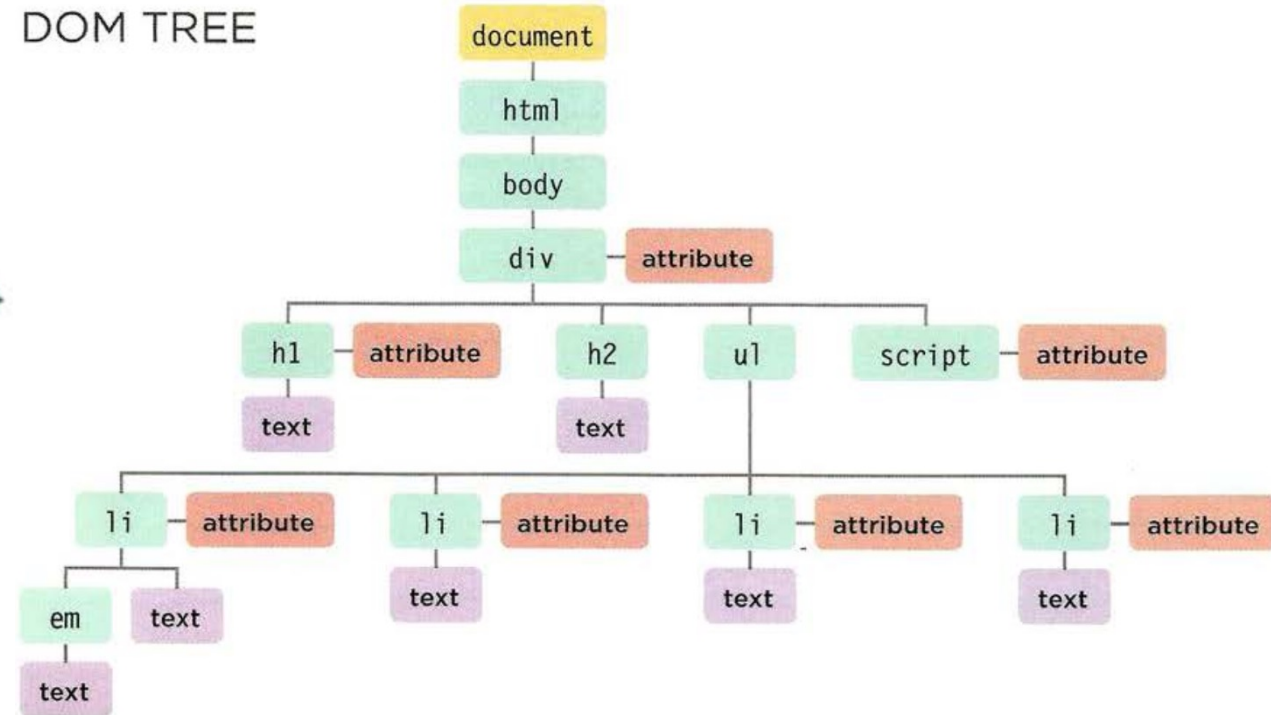 DOM TREE
document
html
body
div attribute
h1 attribute h2 ul script attribute
text text
li attribute li attribute li attribute li attribute
text text text
em text
text